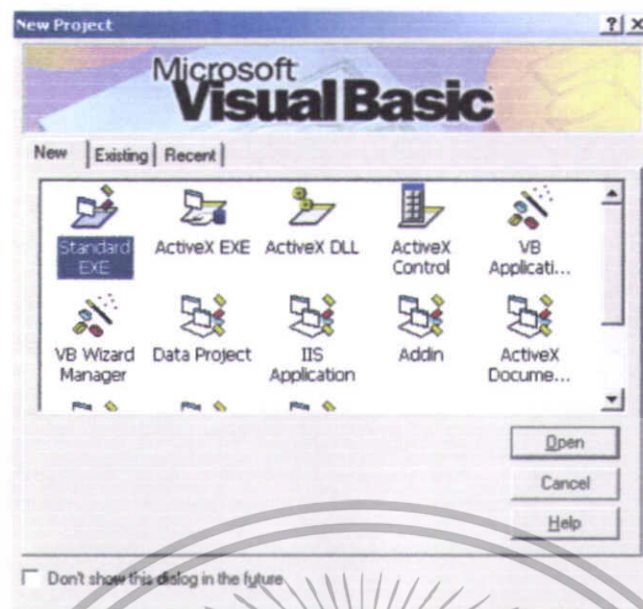 New Project
Microsoft
Visual Basic
New Existing Recent
Standard EXE
ActiveX EXE
ActiveX DLL
ActiveX Control
VB Applicati...
VB Wizard Manager
Data Project
IIS Application
Addin
ActiveX Docume...
Open
Cancel
Help
Don't show this dialog in the future